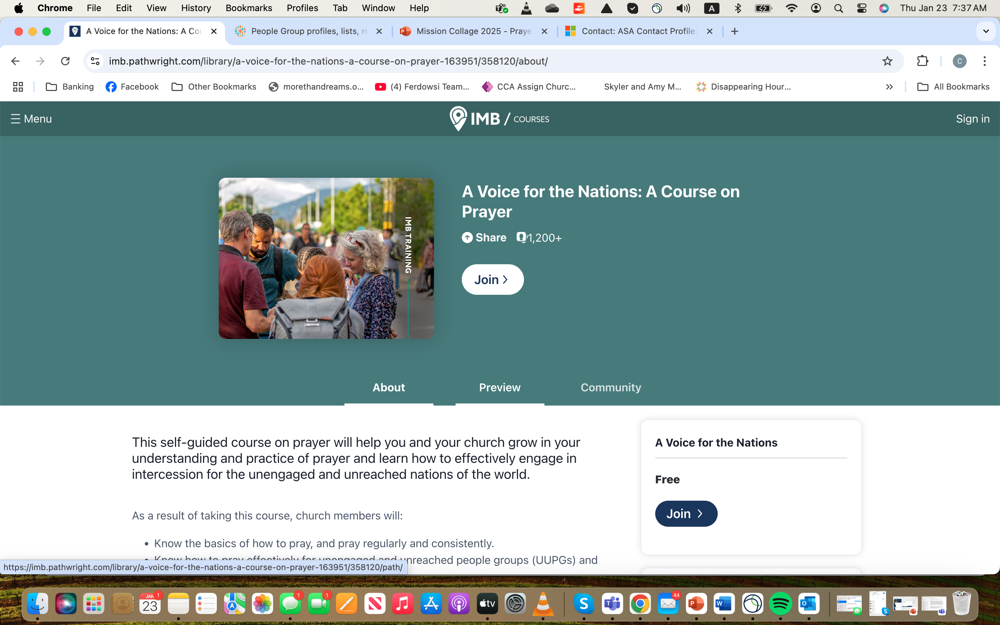 Chrome File Edit View History Bookmarks Profiles Tab Window Help A Thu Jan 23 7:37 AM
A Voice for the Nations: A Cou People Group profiles, lists, re Mission Collage 2025 - Praye Contact: ASA Contact Profile:
imb.pathwright.com/library/a-voice-for-the-nations-a-course-on-prayer-163951/358120/about/ C
Banking Facebook Other Bookmarks morethandreams.o... (4) Ferdowsi Team... CCA Assign Churc... Skyler and Amy M... Disappearing Hour... All Bookmarks
Menu IMB / COURSES Sign in
IMB TRAINING
A Voice for the Nations: A Course on
Prayer
Share 1,200+
Join
About Preview Community
This self-guided course on prayer will help you and your church grow in your
understanding and practice of prayer and learn how to effectively engage in
intercession for the unengaged and unreached nations of the world.
As a result of taking this course, church members will:
• Know the basics of how to pray, and pray regularly and consistently.
• Know how to pray effectively for unengaged and unreached people groups (UUPGs) and
A Voice for the Nations
Free
Join
https://imb.pathwright.com/library/a-voice-for-the-nations-a-course-on-prayer-163951/358120/path/
JAN 1 23 1 1 tv S 44 P W O